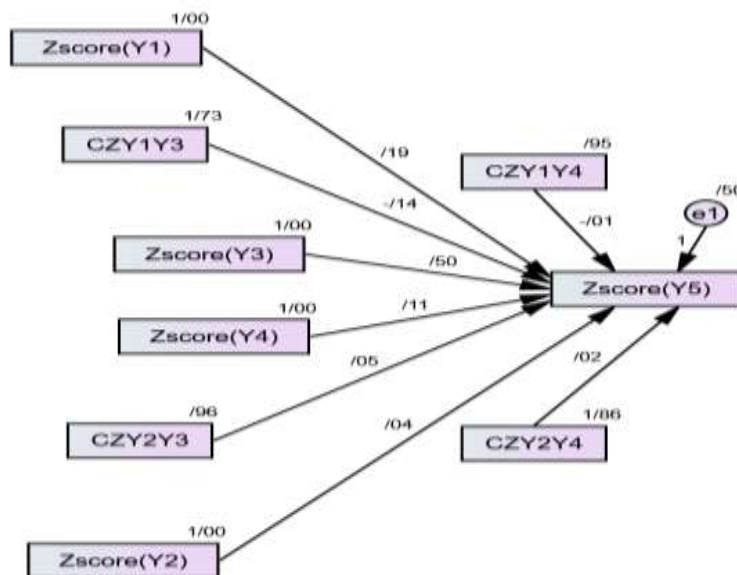 1/00
Zscore(Y1)
1/73
CZY1Y3
/19
/95
CZY1Y4
/50
e1
-/14
-/01
1
1/00
Zscore(Y3)
/50
Zscore(Y5)
1/00
Zscore(Y4)
/11
/05
/02
/96
CZY2Y3
/04
1/86
CZY2Y4
1/00
Zscore(Y2)